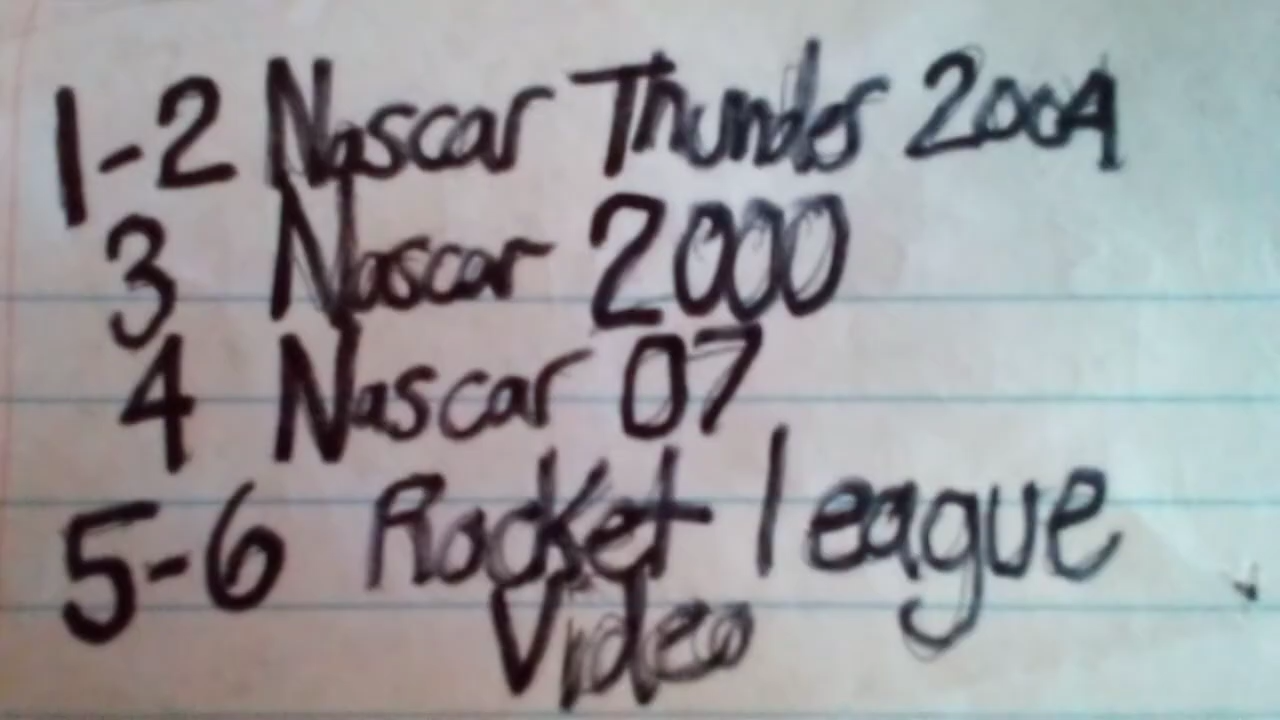 1-2 Nascar Thunder 2004
3 Nascar 2000
4 Nascar 07
5-6 Rocket league
Video